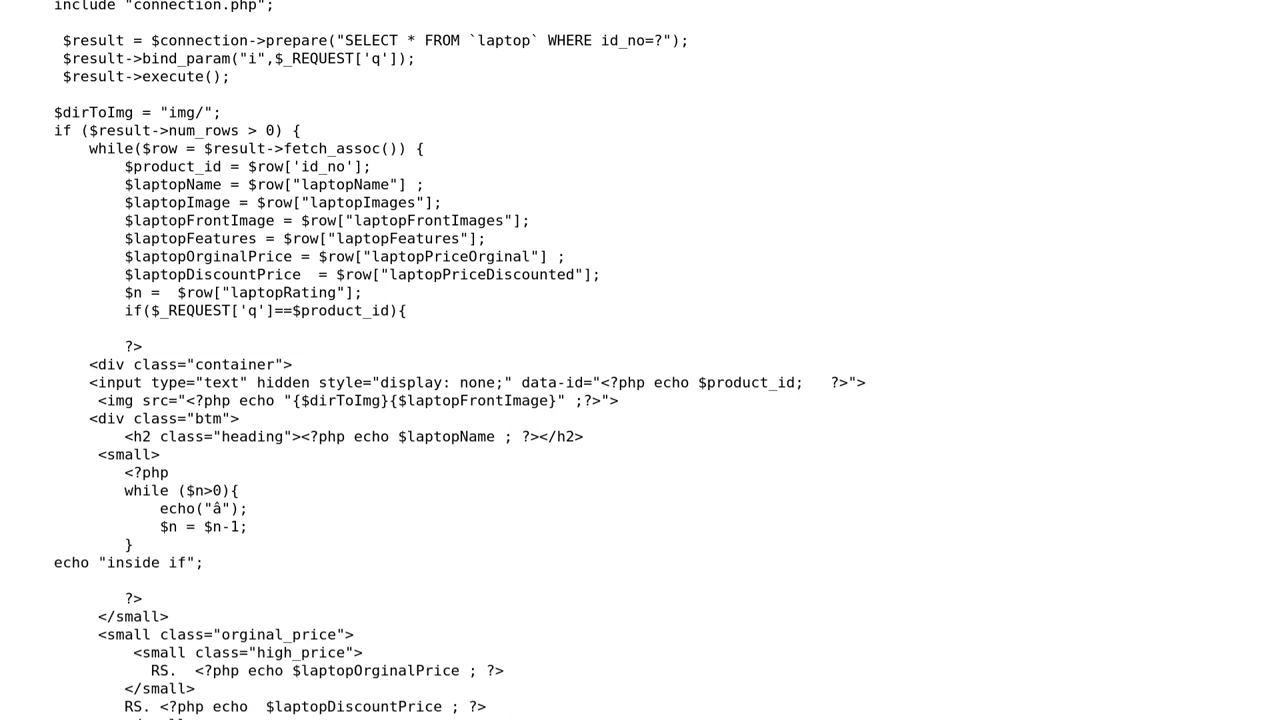 include "connection.php";
$result = $connection->prepare("SELECT * FROM `laptop` WHERE id_no=?");
$result->bind_param("i",$_REQUEST['q']);
$result->execute();
$dirToImg = "img/";
if ($result->num_rows > 0) {
while($row = $result->fetch_assoc()) {
$product_id = $row['id_no'];
$laptopName = $row["laptopName"] ;
$laptopImage = $row["laptopImages"];
$laptopFrontImage = $row["laptopFrontImages"];
$laptopFeatures = $row["laptopFeatures"];
$laptopOrginalPrice = $row["laptopPriceOrginal"] ;
$laptopDiscountPrice  = $row["laptopPriceDiscounted"];
$n =  $row["laptopRating"];
if($_REQUEST['q']==$product_id){
?>
<div class="container">
<input type="text" hidden style="display: none;" data-id="<?php echo $product_id;   ?>">
<img src="<?php echo "{$dirToImg}{$laptopFrontImage}" ;?>">
<div class="btm">
<h2 class="heading"><?php echo $laptopName ; ?></h2>
<small>
<?php
while ($n>0){
echo("â");
$n = $n-1;
}
echo "inside if";
?>
</small>
<small class="orginal_price">
<small class="high_price">
RS.  <?php echo $laptopOrginalPrice ; ?>
</small>
RS. <?php echo  $laptopDiscountPrice ; ?>